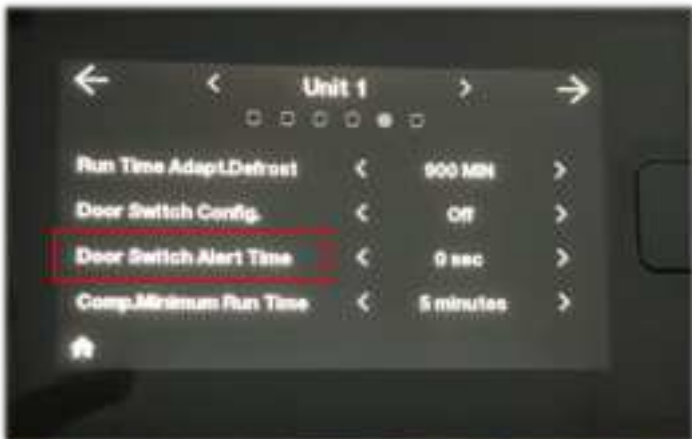 Unit 1
Run Time Adapt.Defrost 900 MIN
Door Switch Config. Off
Door Switch Alert Time 0 sec
Comp.Minimum Run Time 5 minutes